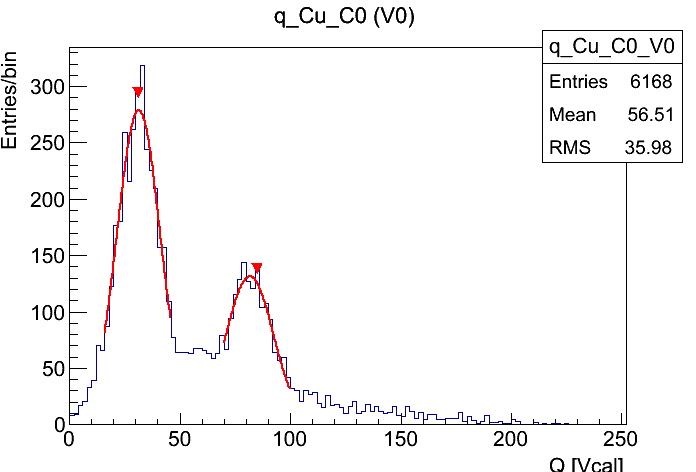 q_Cu_C0 (V0)
q_Cu_C0_V0
Entries 6168
Mean 56.51
RMS 35.98
Entries/bin
300
250
200
150
100
50
0
0 50 100 150 200 250
Q [Vcal]